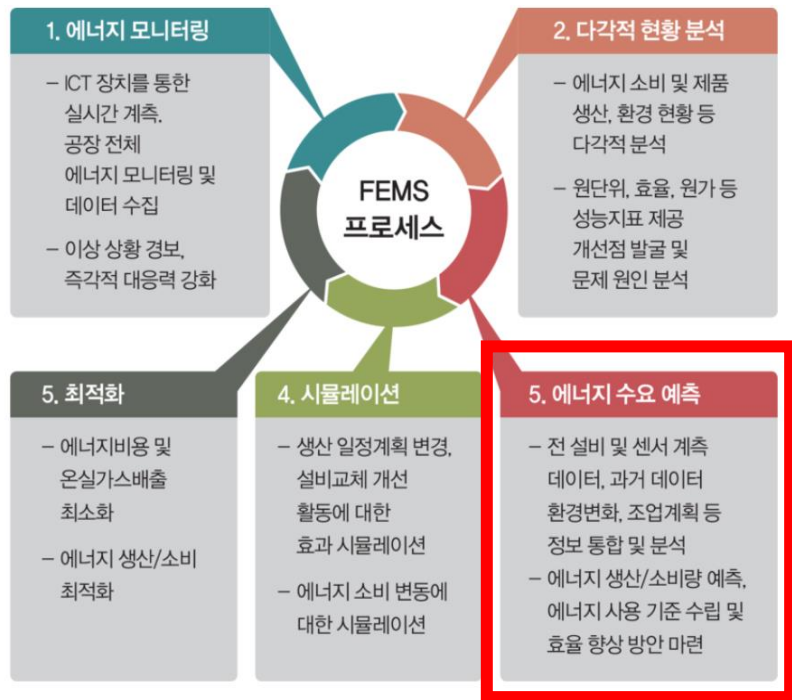 1. 에너지 모니터링
– ICT 장치를 통한
실시간 계측,
공장 전체
에너지 모니터링 및
데이터 수집
– 이상 상황 경보,
즉각적 대응력 강화
2. 다각적 현황 분석
– 에너지 소비 및 제품
생산, 환경 현황 등
다각적 분석
– 원단위, 효율, 원가 등
성능지표 제공
개선점 발굴 및
문제 원인 분석
FEMS
프로세스
5. 최적화
– 에너지비용 및
온실가스배출
최소화
– 에너지 생산/소비
최적화
4. 시뮬레이션
– 생산 일정계획 변경,
설비교체 개선
활동에 대한
효과 시뮬레이션
– 에너지 소비 변동에
대한 시뮬레이션
5. 에너지 수요 예측
– 전 설비 및 센서 계측
데이터, 과거 데이터
환경변화, 조업계획 등
정보 통합 및 분석
– 에너지 생산/소비량 예측,
에너지 사용 기준 수립 및
효율 향상 방안 마련